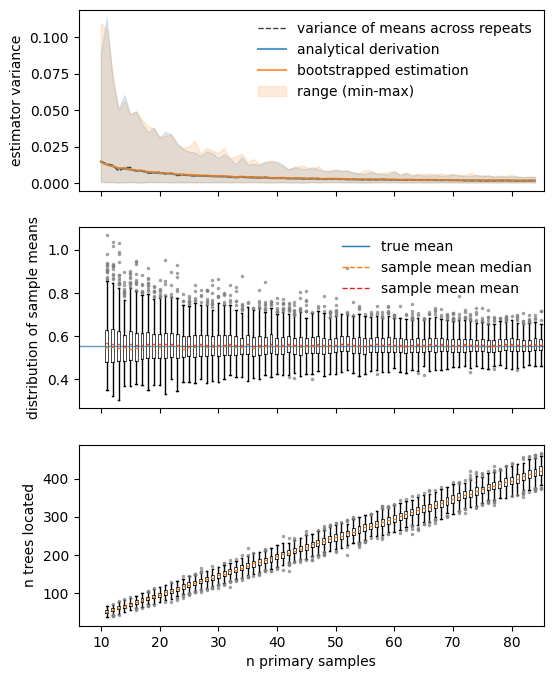 estimator variance
0.100
0.075
0.050
0.025
0.000
variance of means across repeats
analytical derivation
bootstrapped estimation
range (min-max)
distribution of sample means
1.0
0.8
0.6
0.4
true mean
sample mean median
sample mean mean
n trees located
400
300
200
100
10 20 30 40 50 60 70 80
n primary samples